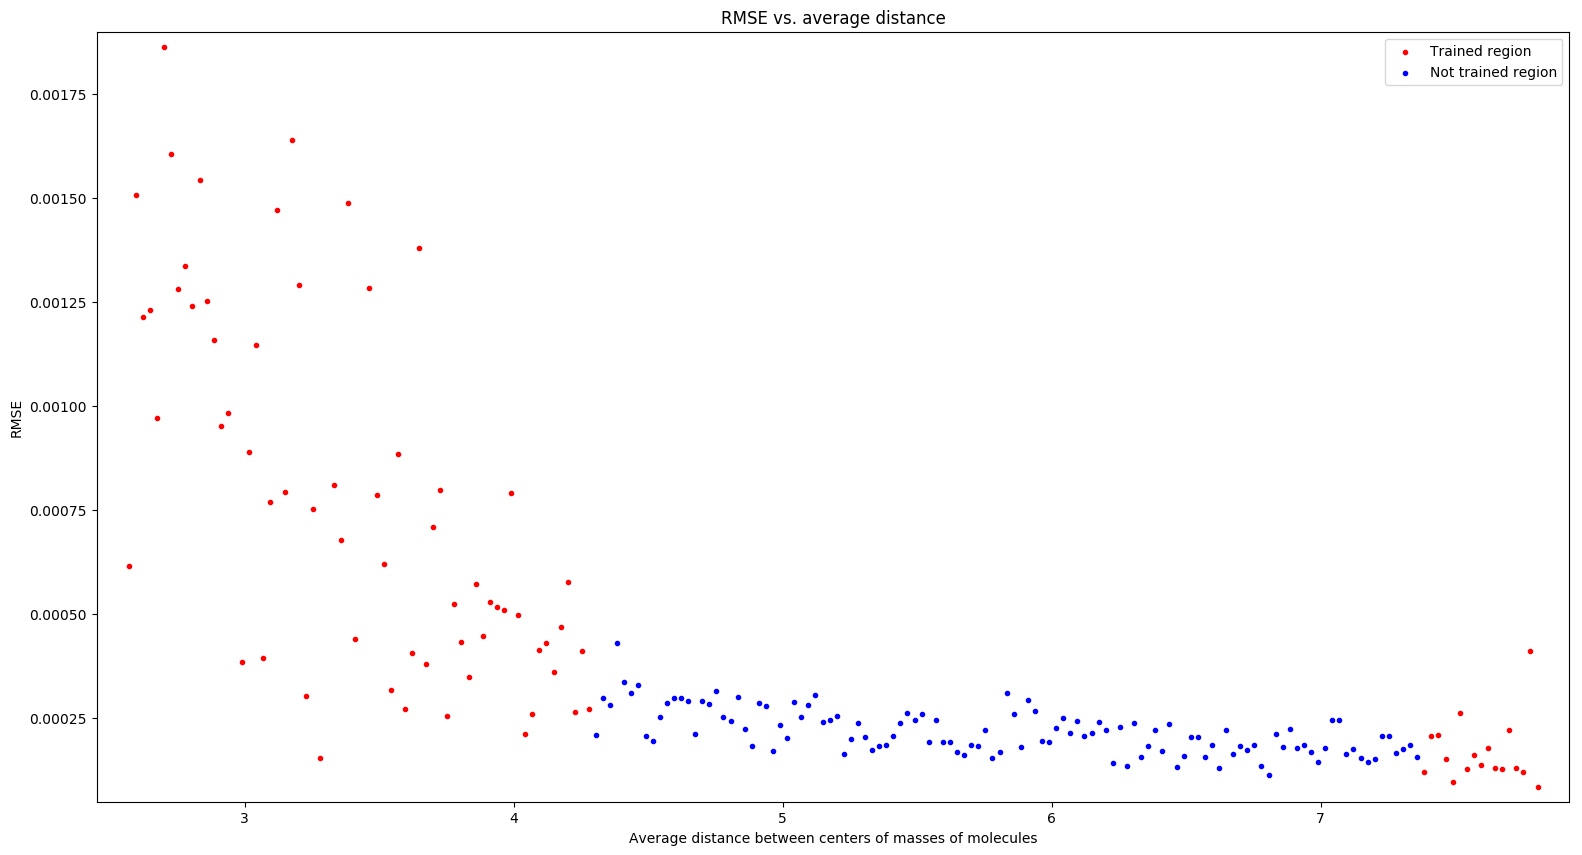 RMSE vs. average distance
Trained region
Not trained region
0.00175
0.00150
0.00125
0.00100
0.00075
0.00050
0.00025
RMSE
3 4 5 6 7
Average distance between centers of masses of molecules